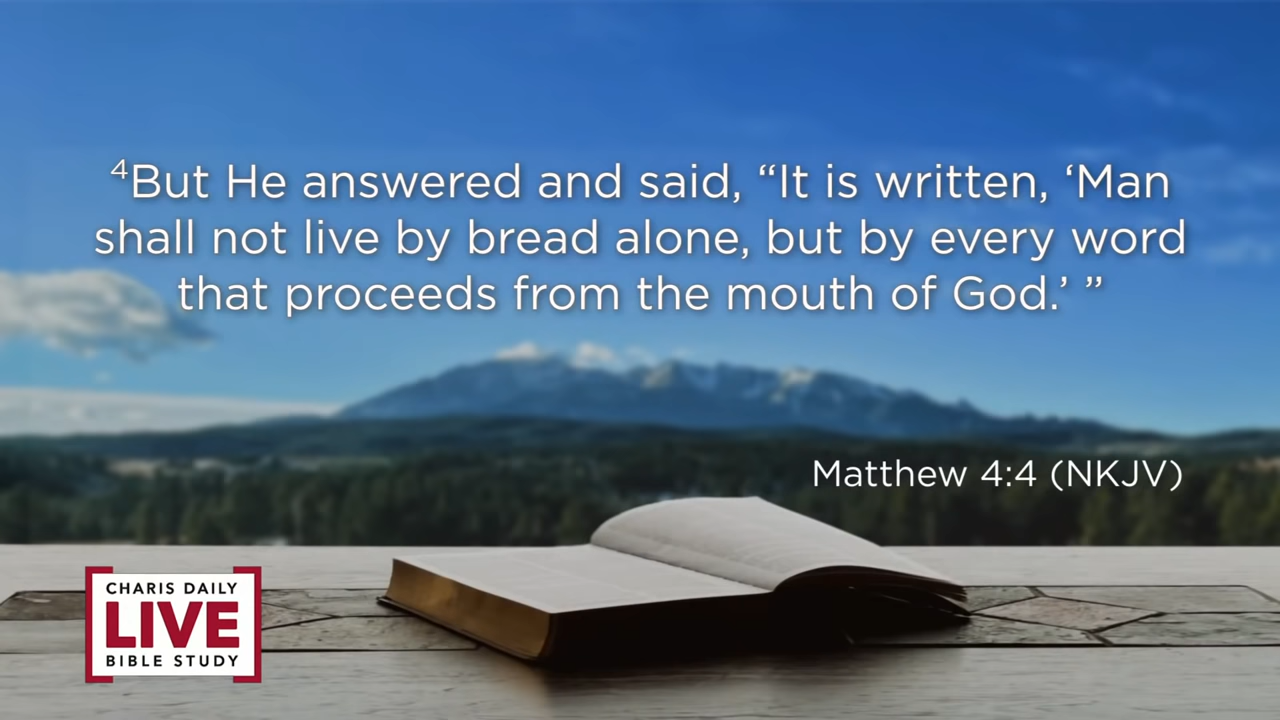 ⁴But He answered and said, “It is written, ‘Man
shall not live by bread alone, but by every word
that proceeds from the mouth of God.’ ”
Matthew 4:4 (NKJV)
CHARIS DAILY
LIVE
BIBLE STUDY